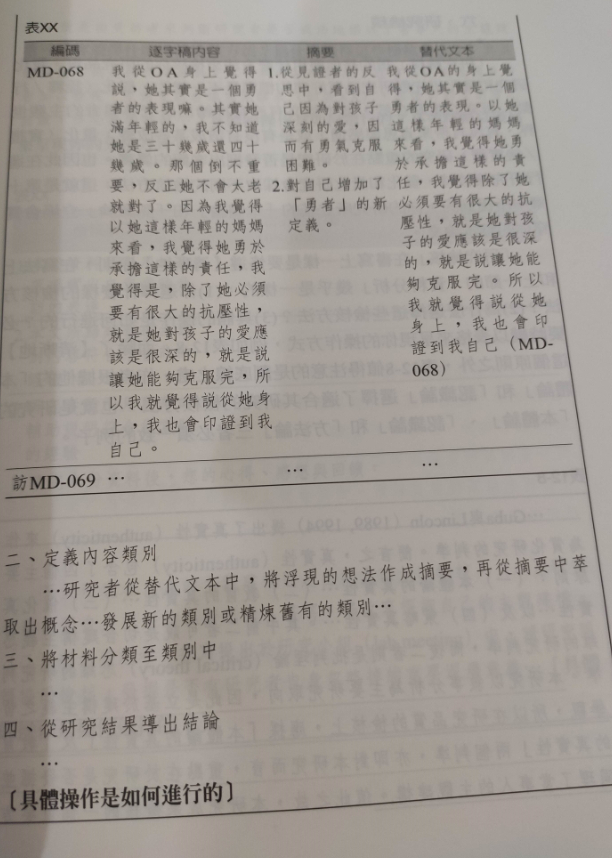 表XX
編碼 逐字稿內容 摘要 替代文本
MD-068
我從OA身上覺得
說，她其實是一個勇
者的表現嘛。其實她
滿年輕的，我不知道
她是三十幾歲還四十
幾歲。那個倒不重
要，反正她不會太老
就對了。因為我覺得
以她這樣年輕的媽媽
來看，我覺得她勇於
承擔這樣的責任，我
覺得是，除了她必須
要有很大的抗壓性，
就是她對孩子的愛應
該是很深的，就是說
讓她能夠克服完，所
以我就覺得說從她身
上，我也會印證到我
自己。
1.從見證者的反
思中，看到自
己因為對孩子
深刻的愛，因
而有勇氣克服
困難。
2.對自己增加了
「勇者」的新
定義。
我從OA的身上覺
得，她其實是一個
勇者的表現。以她
這樣年輕的媽媽
來看，我覺得她勇
於承擔這樣的責
任，我覺得除了她
必須要有很大的抗
壓性，就是她對孩
子的愛應該是很深
的，就是說讓她能
夠克服完。所以
我就覺得說從她
身上，我也會印
證到我自己（MD-
068）
訪MD-069 … … …
二、定義內容類別
…研究者從替代文本中，將浮現的想法作成摘要，再從摘要中萃
取出概念…發展新的類別或精煉舊有的類別…
三、將材料分類至類別中
…
四、從研究結果導出結論
…
〔具體操作是如何進行的〕